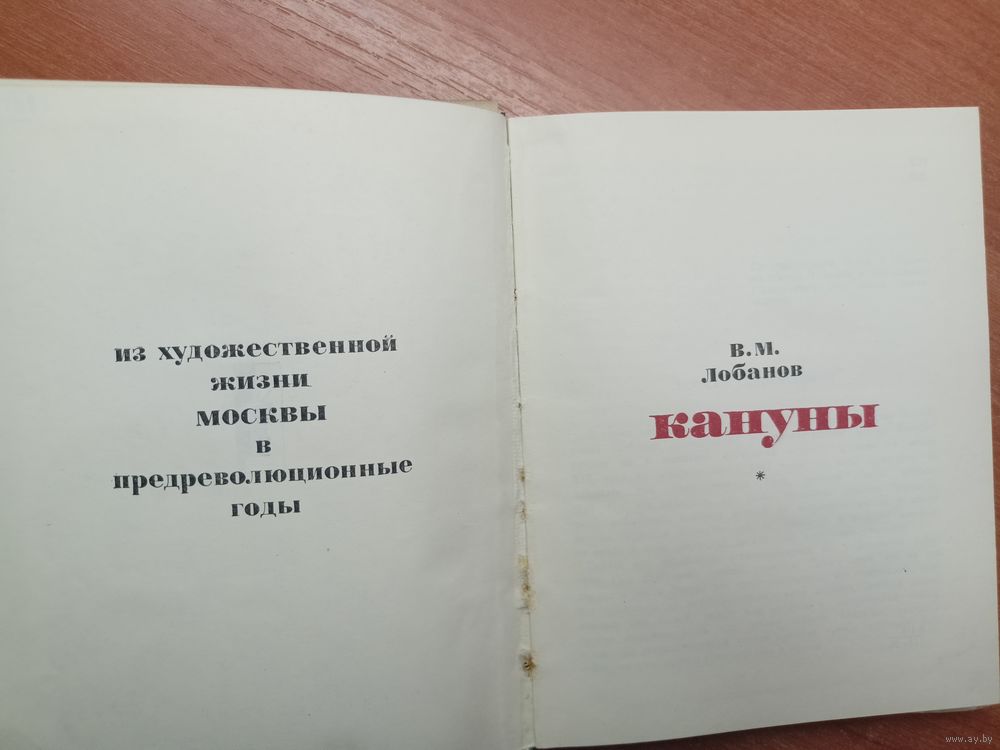 из художественной
жизни
москвы
в
предреволюционные
годы
В.М.
Лобанов
кануны
*
www.ay.by